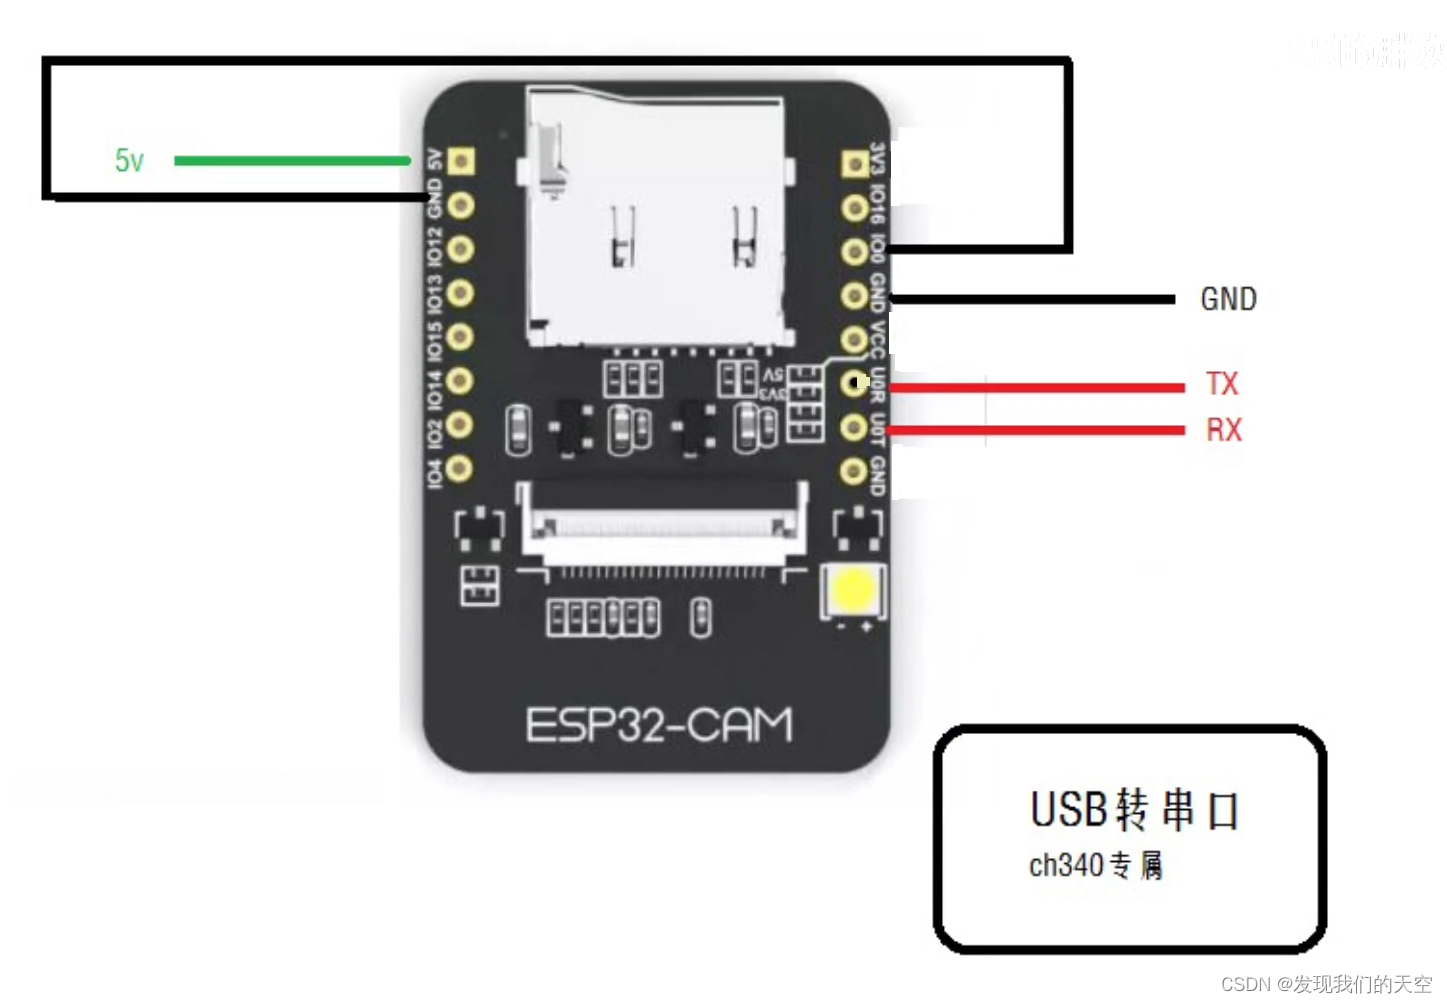 5v
5V
GND
IO12
IO13
IO15
IO14
IO2
IO4
3V3
IO16
IO0
GND
VCC
U0R
U0T
GND
5V
3V3
GND
TX
RX
- +
ESP32-CAM
USB转串口
ch340专属
CSDN @发现我们的天空